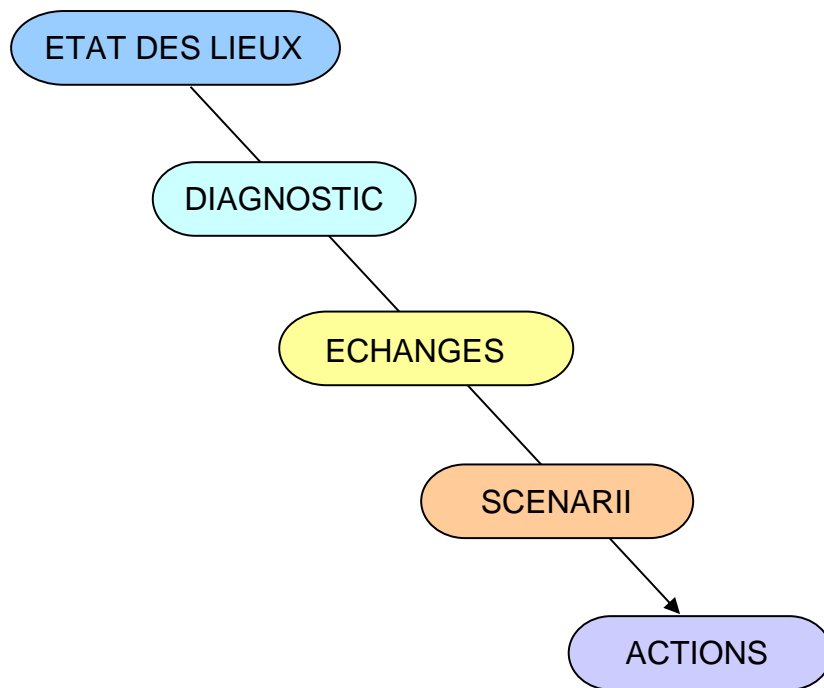 ETAT DES LIEUX
DIAGNOSTIC
ECHANGES
SCENARII
ACTIONS